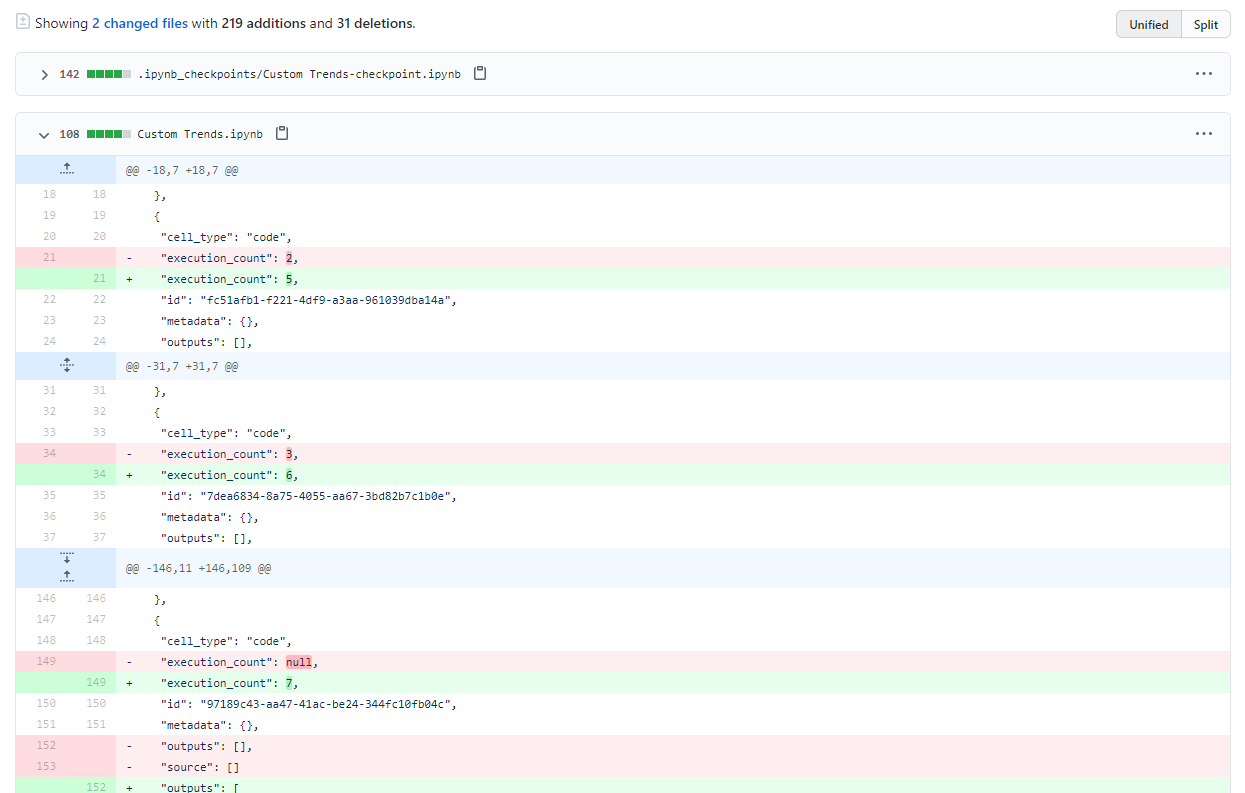 Showing 2 changed files with 219 additions and 31 deletions.
Unified Split
142 .ipynb_checkpoints/Custom Trends-checkpoint.ipynb
108 Custom Trends.ipynb
@@ -18,7 +18,7 @@
18 18 },
19 19 {
20 20 "cell_type": "code",
21 - "execution_count": 2,
21 + "execution_count": 5,
22 22 "id": "fc51afb1-f221-4df9-a3aa-961039dba14a",
23 23 "metadata": {},
24 24 "outputs": [],
@@ -31,7 +31,7 @@
31 31 },
32 32 {
33 33 "cell_type": "code",
34 - "execution_count": 3,
34 + "execution_count": 6,
35 35 "id": "7dea6834-8a75-4055-aa67-3bd82b7c1b0e",
36 36 "metadata": {},
37 37 "outputs": [],
@@ -146,11 +146,109 @@
146 146 },
147 147 {
148 148 "cell_type": "code",
149 - "execution_count": null,
149 + "execution_count": 7,
150 150 "id": "97189c43-aa47-41ac-be24-344fc10fb04c",
151 151 "metadata": {},
152 - "outputs": [],
153 - "source": []
152 + "outputs": [